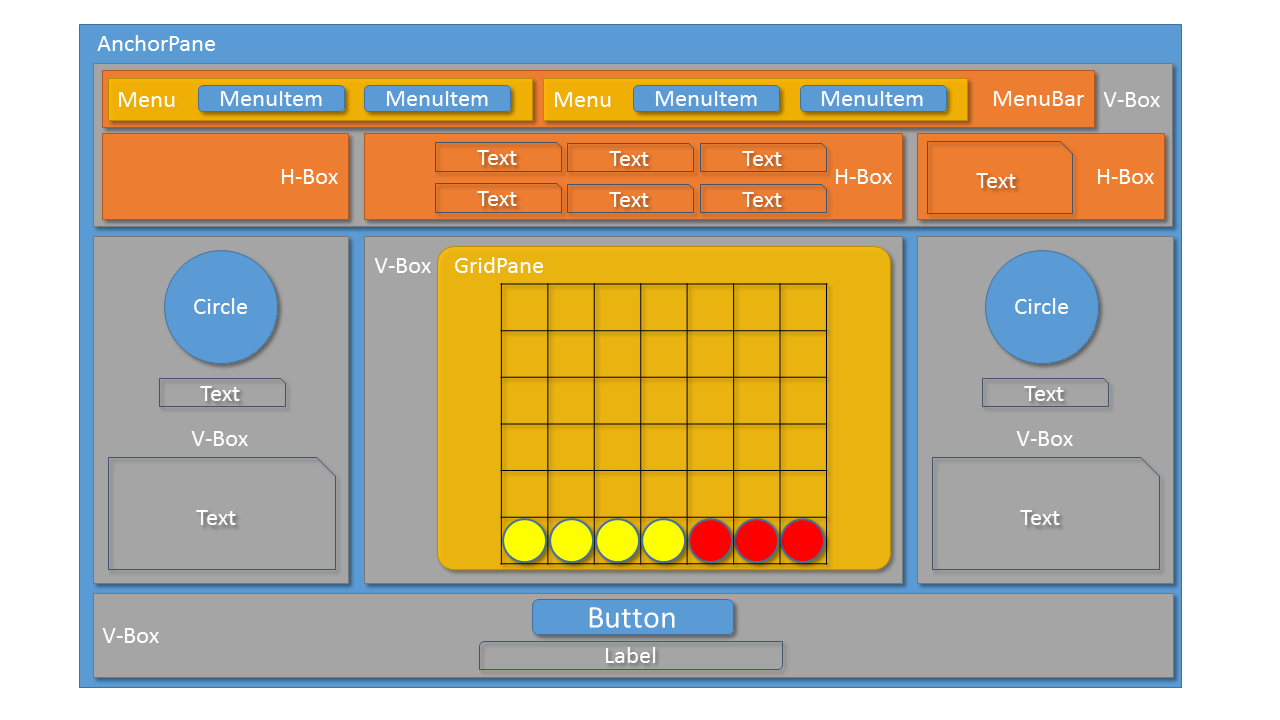 AnchorPane
Menu MenuItem MenuItem Menu MenuItem MenuItem MenuBar V-Box
Text Text Text
H-Box H-Box Text H-Box
Text Text Text
V-Box GridPane
Circle Circle
Text Text
V-Box V-Box
Text Text
Button
V-Box
Label